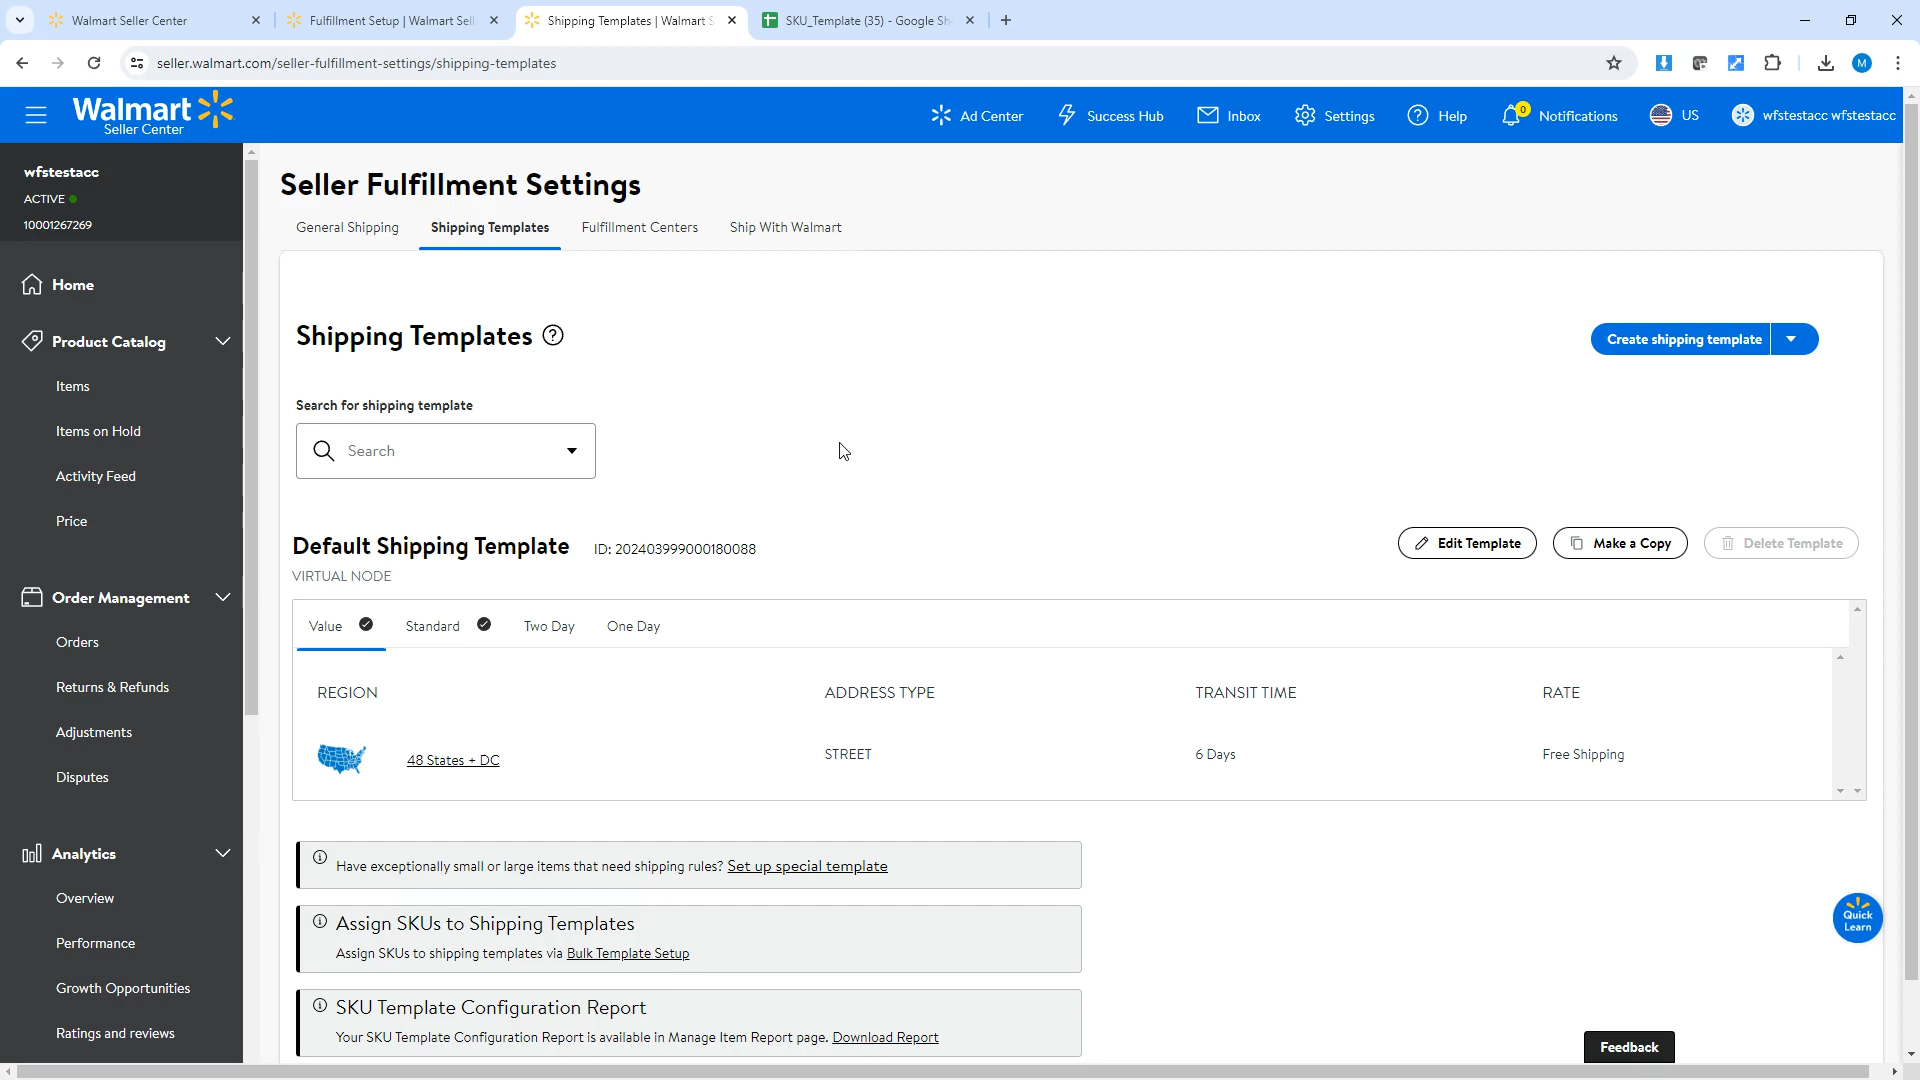 Walmart Seller Center
Fulfillment Setup | Walmart Sell
Shipping Templates | Walmart S
SKU_Template (35) - Google She
seller.walmart.com/seller-fulfillment-settings/shipping-templates
M
Walmart
Seller Center
Ad Center
Success Hub
Inbox
Settings
Help
0
Notifications
US
wfstestacc wfstestacc
wfstestacc
ACTIVE
10001267269
Home
Product Catalog
Items
Items on Hold
Activity Feed
Price
Order Management
Orders
Returns & Refunds
Adjustments
Disputes
Analytics
Overview
Performance
Growth Opportunities
Ratings and reviews
Seller Fulfillment Settings
General Shipping
Shipping Templates
Fulfillment Centers
Ship With Walmart
Shipping Templates
Create shipping template
Search for shipping template
Search
Default Shipping Template ID: 202403999000180088
VIRTUAL NODE
Edit Template
Make a Copy
Delete Template
Value
Standard
Two Day
One Day
REGION ADDRESS TYPE TRANSIT TIME RATE
48 States + DC STREET 6 Days Free Shipping
Have exceptionally small or large items that need shipping rules? Set up special template
Assign SKUs to Shipping Templates
Assign SKUs to shipping templates via Bulk Template Setup
SKU Template Configuration Report
Your SKU Template Configuration Report is available in Manage Item Report page. Download Report
Quick
Learn
Feedback